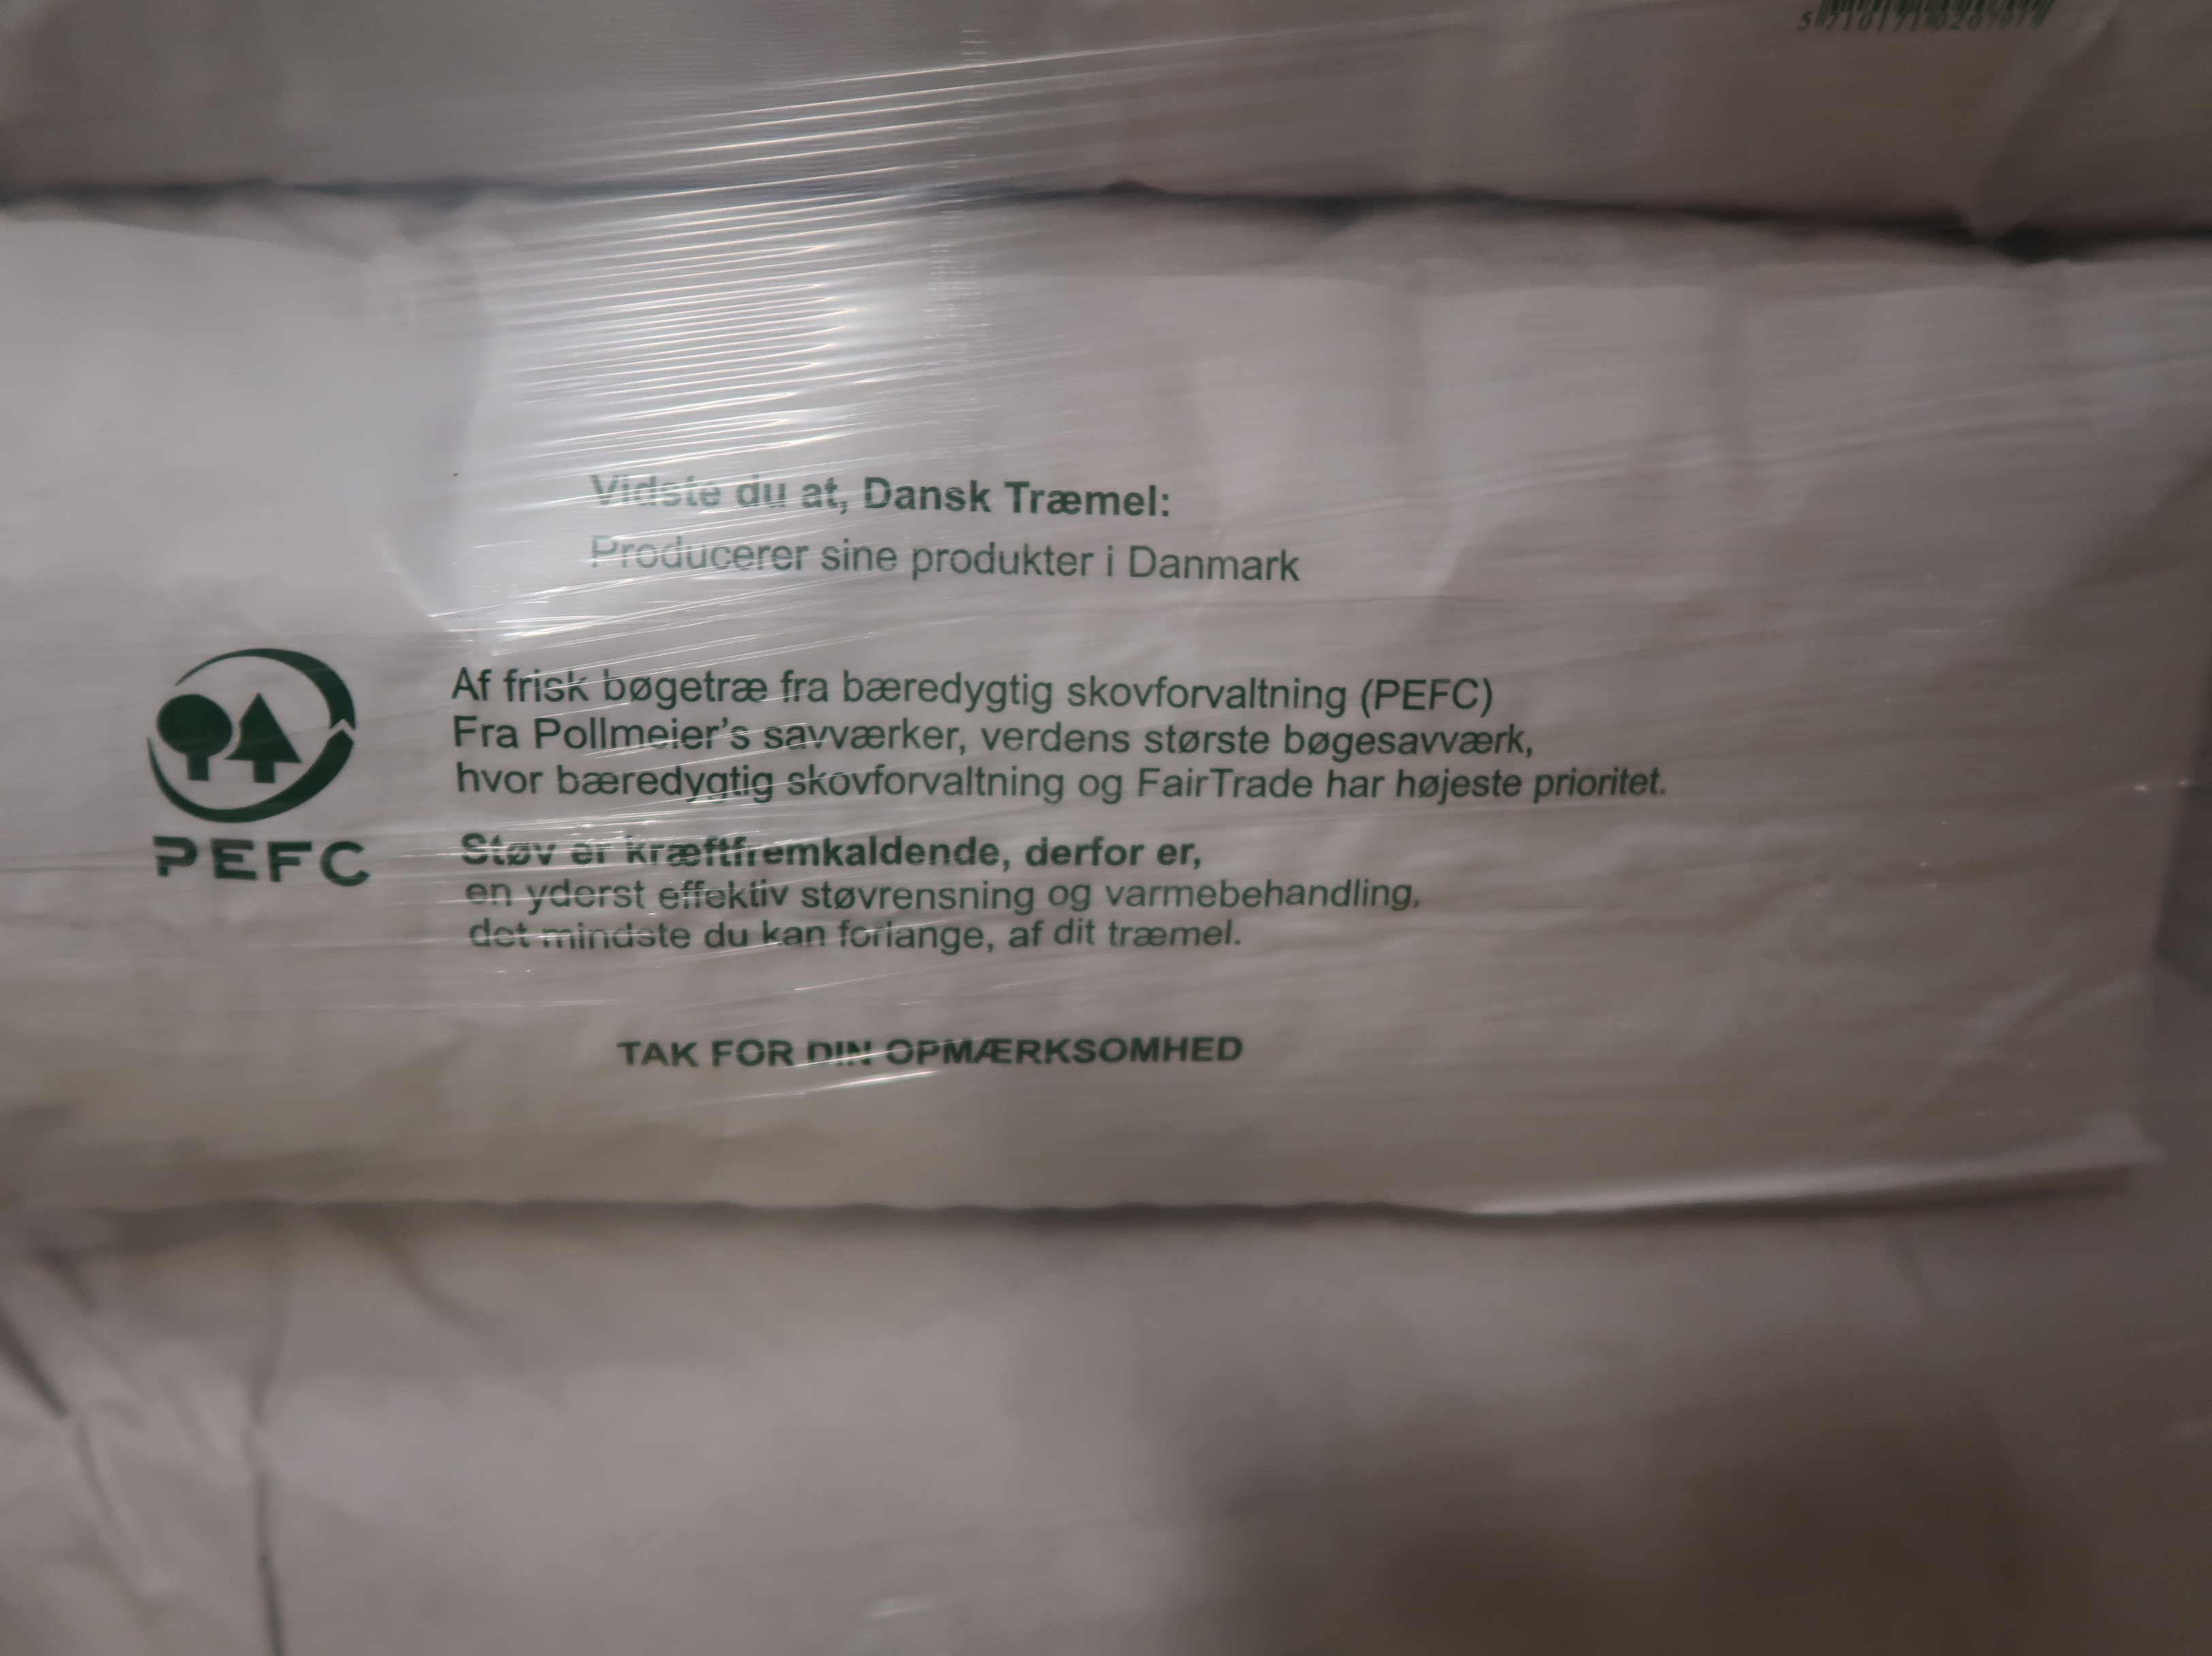 Vidste du at, Dansk Træmel:
Producerer sine produkter i Danmark
Af frisk bøgetræ fra bæredygtig skovforvaltning (PEFC)
Fra Pollmeier's savværker, verdens største bøgesavværk,
hvor bæredygtig skovforvaltning og FairTrade har højeste prioritet.
PEFC
Støv er kræftfremkaldende, derfor er,
en yderst effektiv støvrensning og varmebehandling,
det mindste du kan forlange, af dit træmel.
TAK FOR DIN OPMÆRKSOMHED